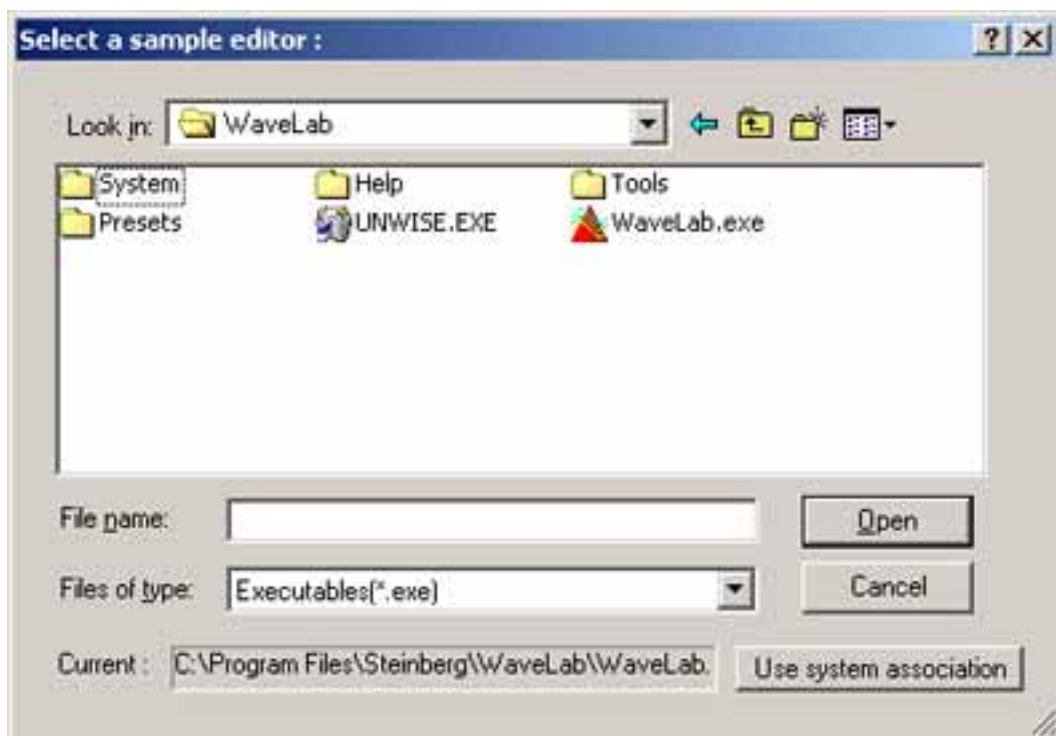 Select a sample editor :
Look in: WaveLab
System Help Tools
Presets UNWISE.EXE WaveLab.exe
File name: Open
Files of type: Executables(*.exe) Cancel
Current : C:\Program Files\Steinberg\WaveLab\WaveLab. Use system association